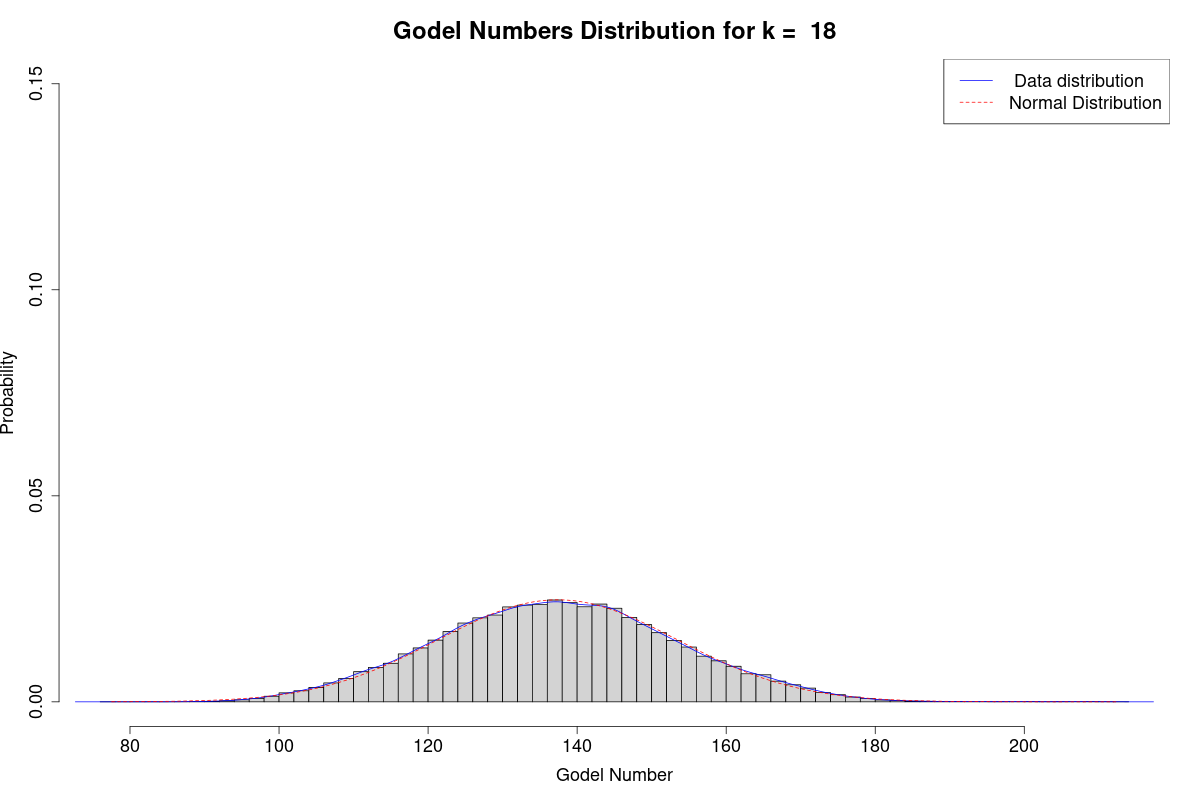 Godel Numbers Distribution for k =  18
Data distribution
Normal Distribution
0.15
0.10
0.05
0.00
Probability
80 100 120 140 160 180 200
Godel Number